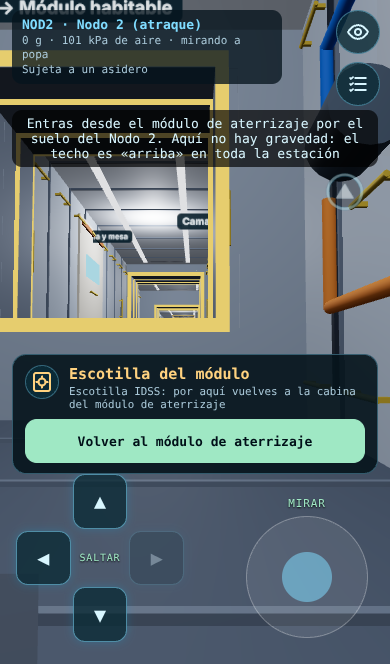 → Módulo habitable
NOD2 · Nodo 2 (atraque)
0 g · 101 kPa de aire · mirando a
popa
Sujeta a un asidero
Entras desde el módulo de aterrizaje por el
suelo del Nodo 2. Aquí no hay gravedad: el
techo es «arriba» en toda la estación
Cama
a y mesa
Escotilla del módulo
Escotilla IDSS: por aquí vuelves a la cabina
del módulo de aterrizaje
Volver al módulo de aterrizaje
MIRAR
SALTAR